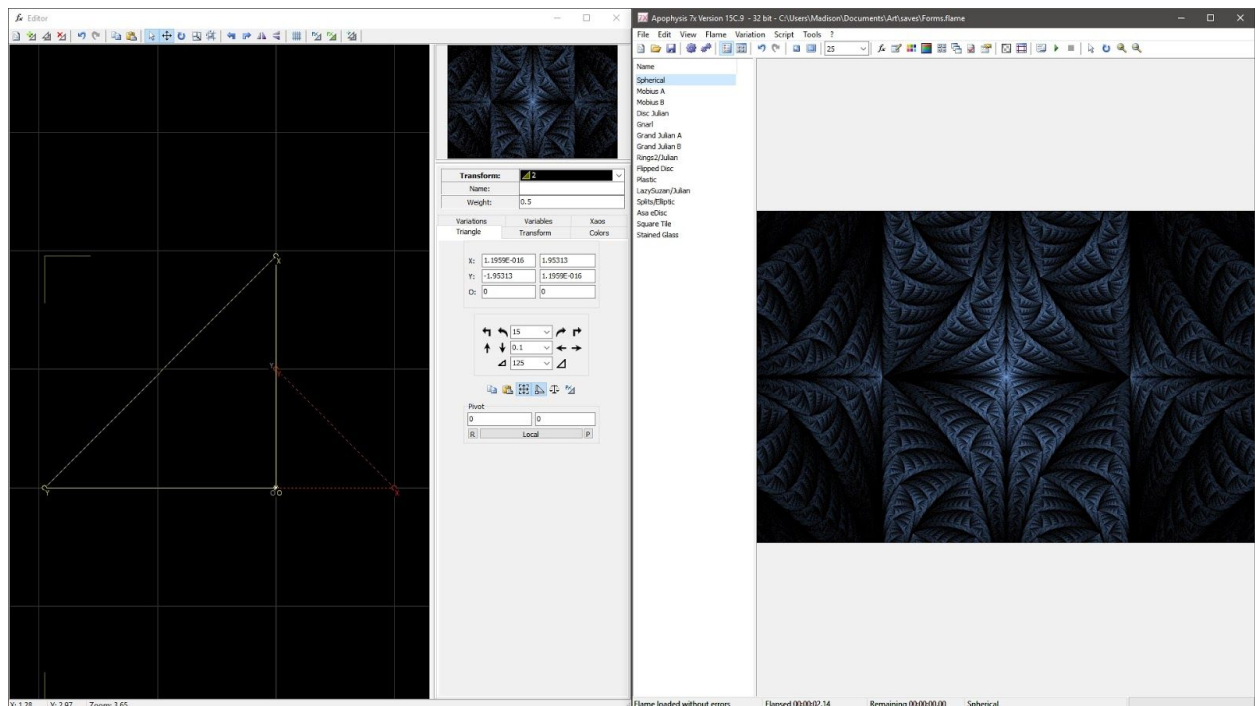 Editor
Apophysis 7x Version 15C.9 - 32 bit - C:\Users\Madison\Documents\Art\saves\Forms.flame
File Edit View Flame Variation Script Tools ?
25
Name
Spherical
Mobius A
Mobius B
Disc Julian
Gnarl
Grand Julian A
Grand Julian B
Rings2/Julian
Flipped Disc
Plastic
LazySuzan/Julian
Splits/Elliptic
Asa eDisc
Square Tile
Stained Glass
Transform: 2
Name:
Weight: 0.5
Variations Variables Xaos
Triangle Transform Colors
X: 1.1959E-016 1.95313
Y: -1.95313 1.1959E-016
O: 0 0
15
0.1
125
Pivot
0 0
R Local P
X
Y
Y
X
O O
X: 1.28 Y: 2.97 Zoom: 3.65
Flame loaded without errors. Elapsed 00:00:02.14 Remaining 00:00:00.00 Spherical